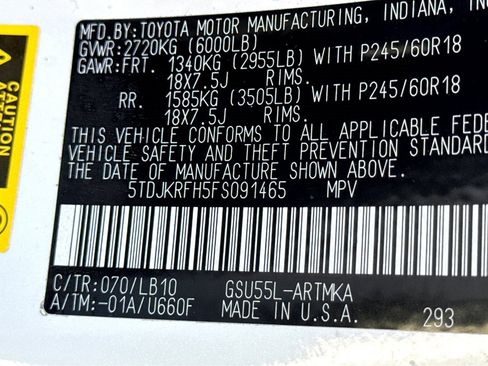 MFD. BY: TOYOTA MOTOR MANUFACTURING, INDIANA, INC
GVWR: 2720KG (6000LB)
GAWR: FRT. 1340KG (2955LB) WITH P245/60R18
18X7.5J RIMS.
RR. 1585KG (3505LB) WITH P245/60R18
18X7.5J RIMS.
THIS VEHICLE CONFORMS TO ALL APPLICABLE FEDE
VEHICLE SAFETY AND THEFT
THE DATE OF MANUFACTURE SHOWN ABOVE.
5TDJKRFH5FS091465 MPV
C/TR: 070/LB10 GSU55L-ARTMKA
A/TM: -01A/U660F MADE IN U.S.A. 293
CAUTION